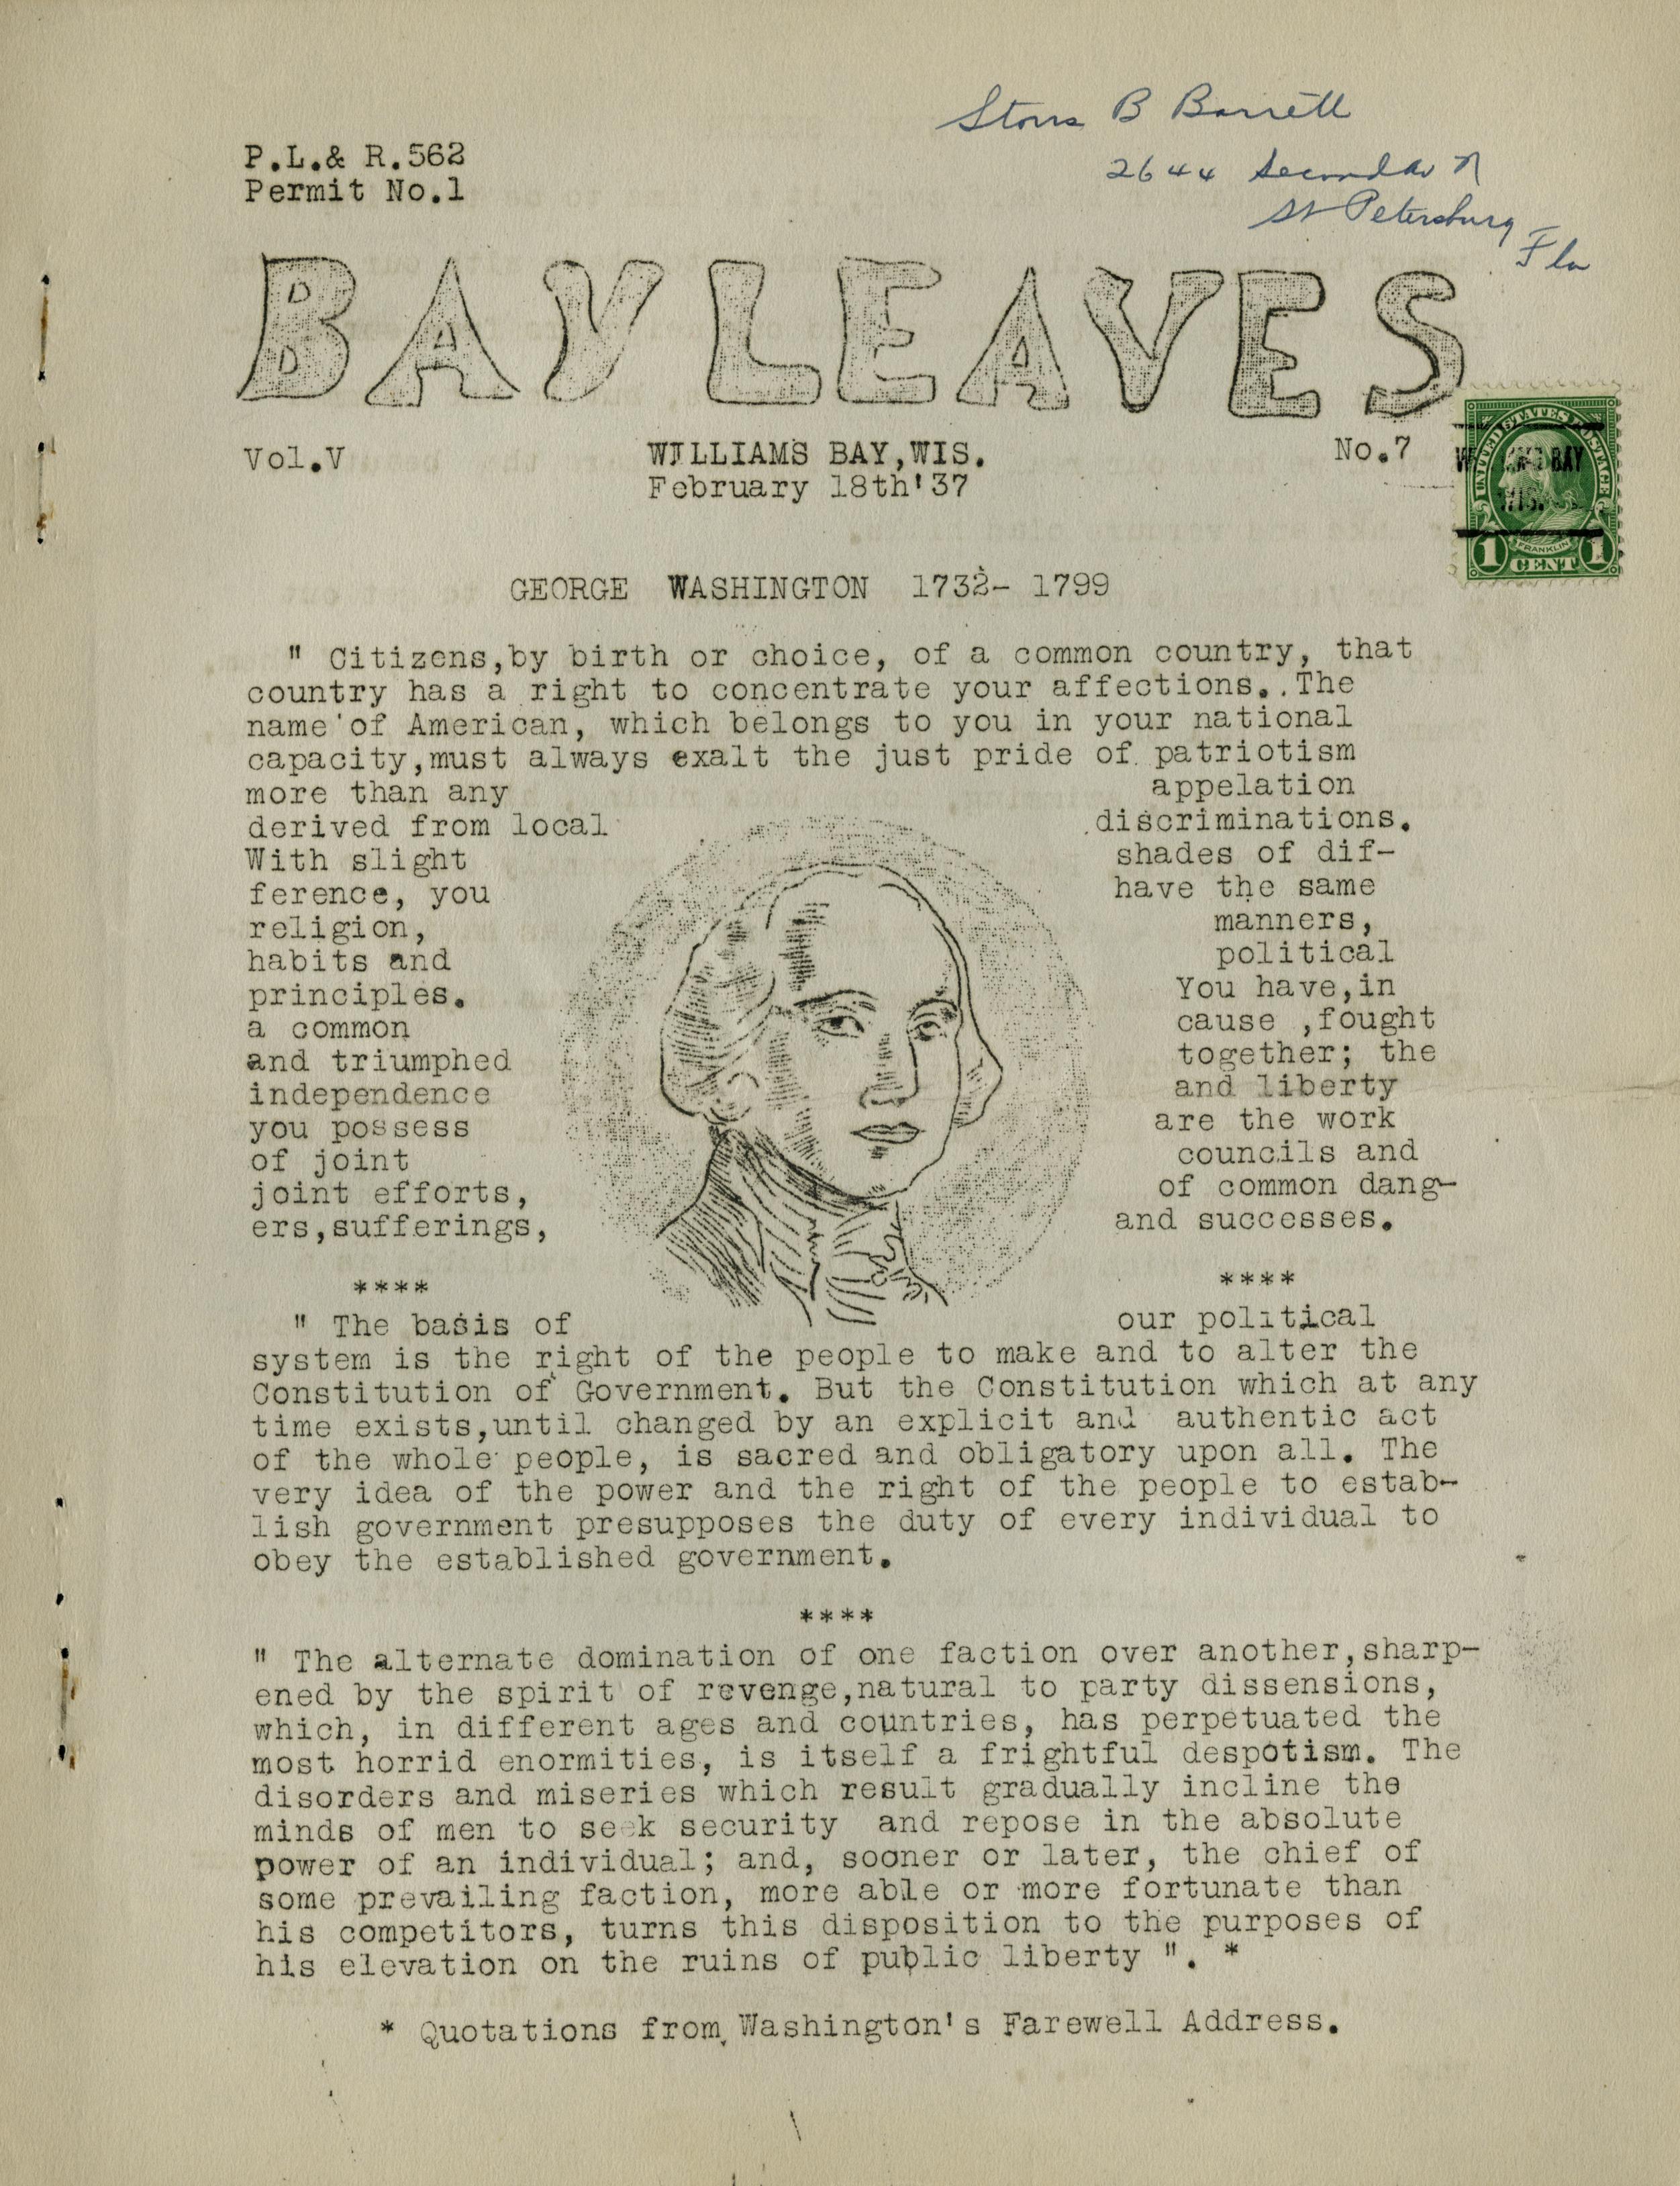 Storrs B Barrett
2644 Second Av N
St Petersburg
Fla
P.L.& R.562
Permit No.1
BAY LEAVES
Vol.V WILLIAMS BAY,WIS. No.7
February 18th'37
UNITED STATES POSTAGE
BAY
WIS.
FRANKLIN
1 CENT 1
GEORGE WASHINGTON 1732- 1799
" Citizens,by birth or choice, of a common country, that
country has a right to concentrate your affections..The
name of American, which belongs to you in your national
capacity,must always exalt the just pride of patriotism
more than any appelation
derived from local discriminations.
With slight shades of dif-
ference, you have the same
religion, manners,
habits and political
principles. You have,in
a common cause ,fought
and triumphed together; the
independence and liberty
you possess are the work
of joint councils and
joint efforts, of common dang-
ers,sufferings, and successes.
**** ****
" The basis of our political
system is the right of the people to make and to alter the
Constitution of Government. But the Constitution which at any
time exists,until changed by an explicit and authentic act
of the whole people, is sacred and obligatory upon all. The
very idea of the power and the right of the people to estab-
lish government presupposes the duty of every individual to
obey the established government.
****
" The alternate domination of one faction over another,sharp-
ened by the spirit of revenge,natural to party dissensions,
which, in different ages and countries, has perpetuated the
most horrid enormities, is itself a frightful despotism. The
disorders and miseries which result gradually incline the
minds of men to seek security and repose in the absolute
power of an individual; and, sooner or later, the chief of
some prevailing faction, more able or more fortunate than
his competitors, turns this disposition to the purposes of
his elevation on the ruins of public liberty ". *
* Quotations from Washington's Farewell Address.